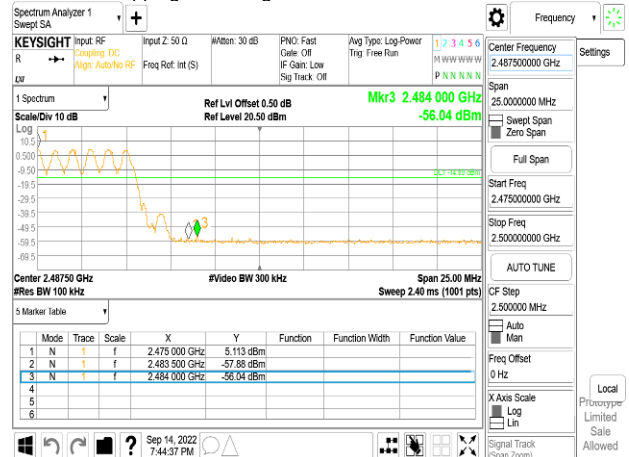 Spectrum Analyzer 1
Swept SA
Frequency
KEYSIGHT Input: RF Input Z: 50 Ω #Atten: 30 dB PNO: Fast Avg Type: Log-Power 1 2 3 4 5 6
R Coupling: DC Gate: Off Trig: Free Run
Align: Auto/No RF Freq Ref: Int (S) IF Gain: Low M W W W W W
Sig Track: Off P N N N N N
LXI
1 Spectrum
Ref Lvl Offset 0.50 dB Mkr3 2.484 000 GHz
Scale/Div 10 dB Ref Level 20.50 dBm -56.04 dBm
Log
1
10.5
0.500
-9.50
DL1 -14.89 dBm
-19.5
-29.5
-39.5
3
-49.5
-59.5
-69.5
Center 2.48750 GHz #Video BW 300 kHz Span 25.00 MHz
#Res BW 100 kHz Sweep 2.40 ms (1001 pts)
5 Marker Table
Mode Trace Scale X Y Function Function Width Function Value
1 N 1 f 2.475 000 GHz 5.113 dBm
2 N 1 f 2.483 500 GHz -57.88 dBm
3 N 1 f 2.484 000 GHz -56.04 dBm
4
5
6
Sep 14, 2022
7:44:37 PM
Center Frequency
2.487500000 GHz
Settings
Span
25.0000000 MHz
Swept Span
Zero Span
Full Span
Start Freq
2.475000000 GHz
Stop Freq
2.500000000 GHz
AUTO TUNE
CF Step
2.500000 MHz
Auto
Man
Freq Offset
0 Hz
X Axis Scale
Log
Lin
Signal Track
(Span Zoom)
Local
Prototype
Limited
Sale
Allowed